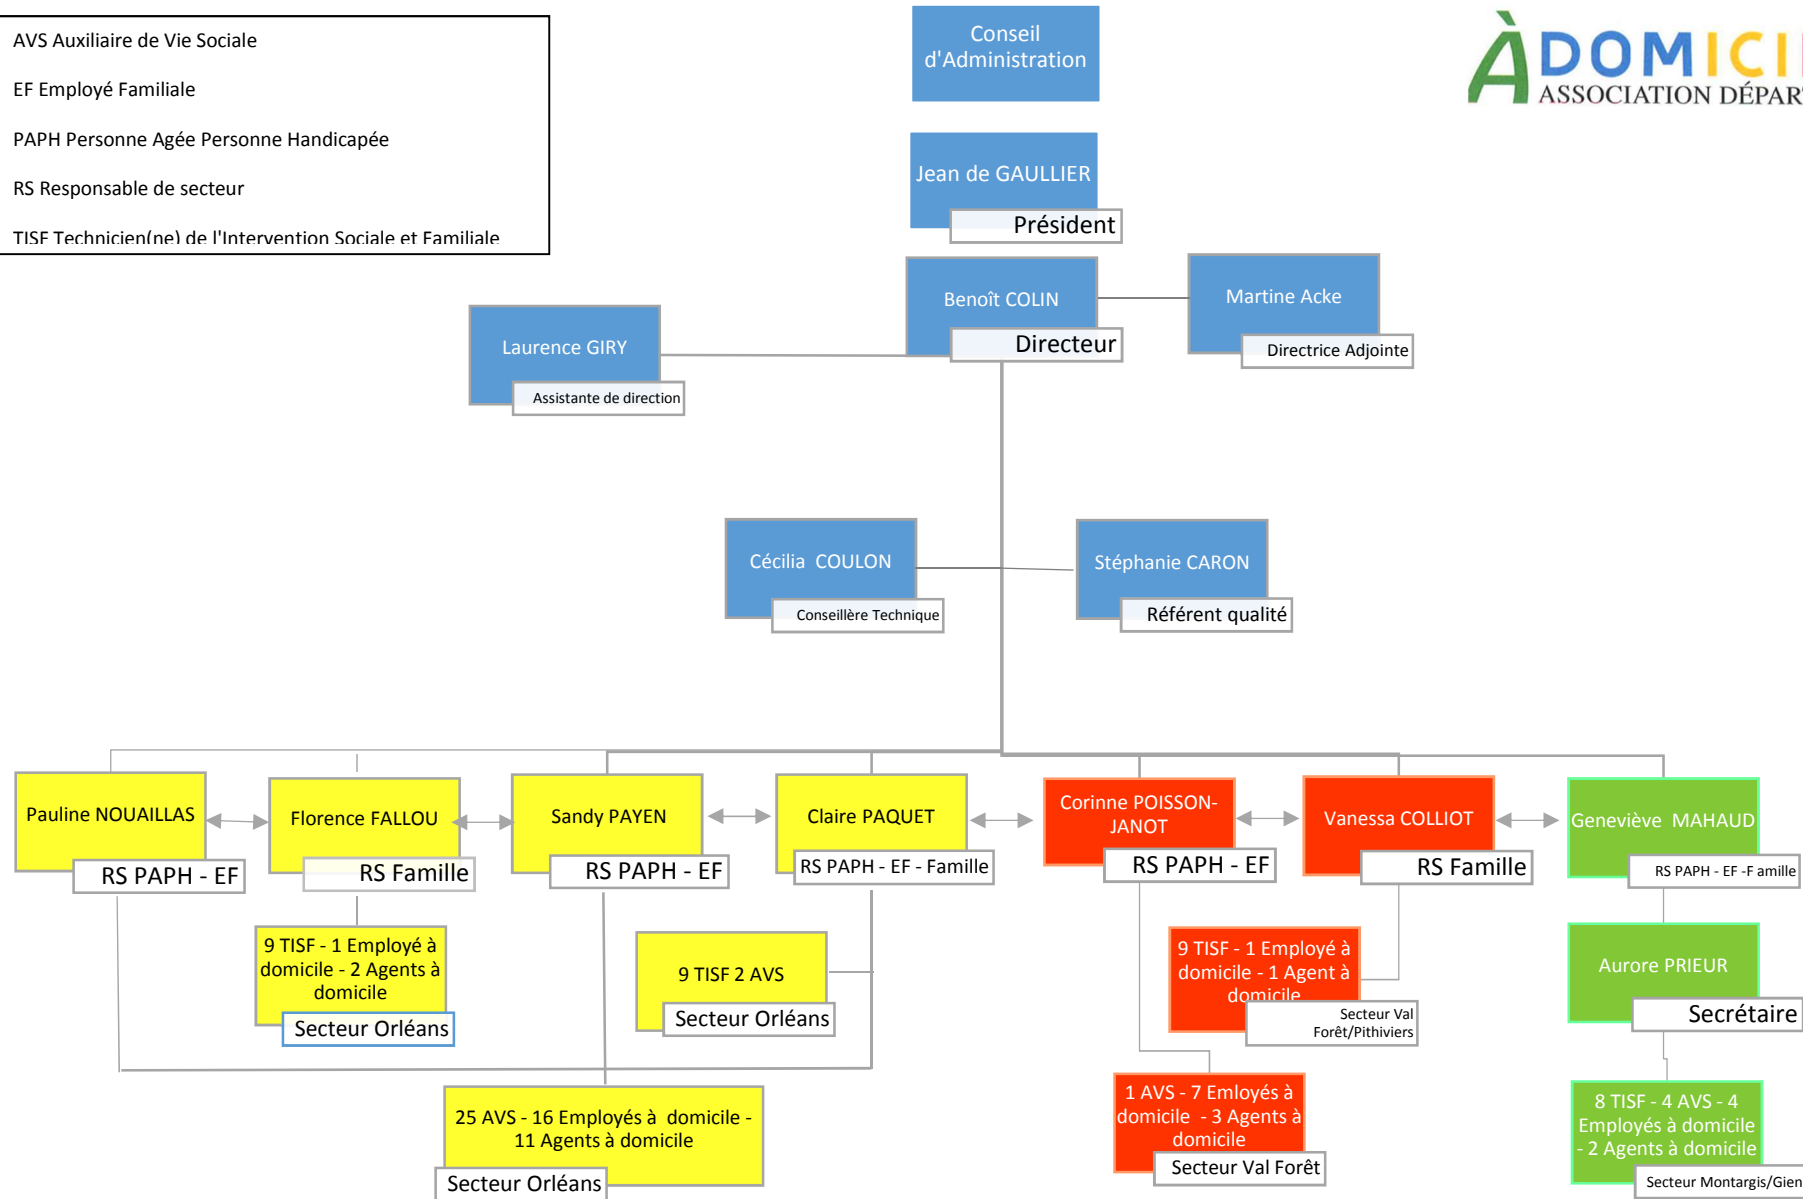 AVS Auxiliaire de Vie Sociale
EF Employé Familiale
PAPH Personne Agée Personne Handicapée
RS Responsable de secteur
TISF Technicien(ne) de l'Intervention Sociale et Familiale
Conseil
d'Administration
À DOMICI
ASSOCIATION DÉPAR
Jean de GAULLIER
Président
Benoît COLIN
Directeur
Martine Acke
Directrice Adjointe
Laurence GIRY
Assistante de direction
Cécilia COULON
Conseillère Technique
Stéphanie CARON
Référent qualité
Pauline NOUAILLAS
RS PAPH - EF
Florence FALLOU
RS Famille
Sandy PAYEN
RS PAPH - EF
Claire PAQUET
RS PAPH - EF - Famille
Corinne POISSON-
JANOT
RS PAPH - EF
Vanessa COLLIOT
RS Famille
Geneviève MAHAUD
RS PAPH - EF -F amille
9 TISF - 1 Employé à
domicile - 2 Agents à
domicile
Secteur Orléans
9 TISF 2 AVS
Secteur Orléans
9 TISF - 1 Employé à
domicile - 1 Agent à
domicile
Secteur Val
Forêt/Pithiviers
Aurore PRIEUR
Secrétaire
25 AVS - 16 Employés à domicile -
11 Agents à domicile
Secteur Orléans
1 AVS - 7 Emloyés à
domicile - 3 Agents à
domicile
Secteur Val Forêt
8 TISF - 4 AVS - 4
Employés à domicile
- 2 Agents à domicile
Secteur Montargis/Gien